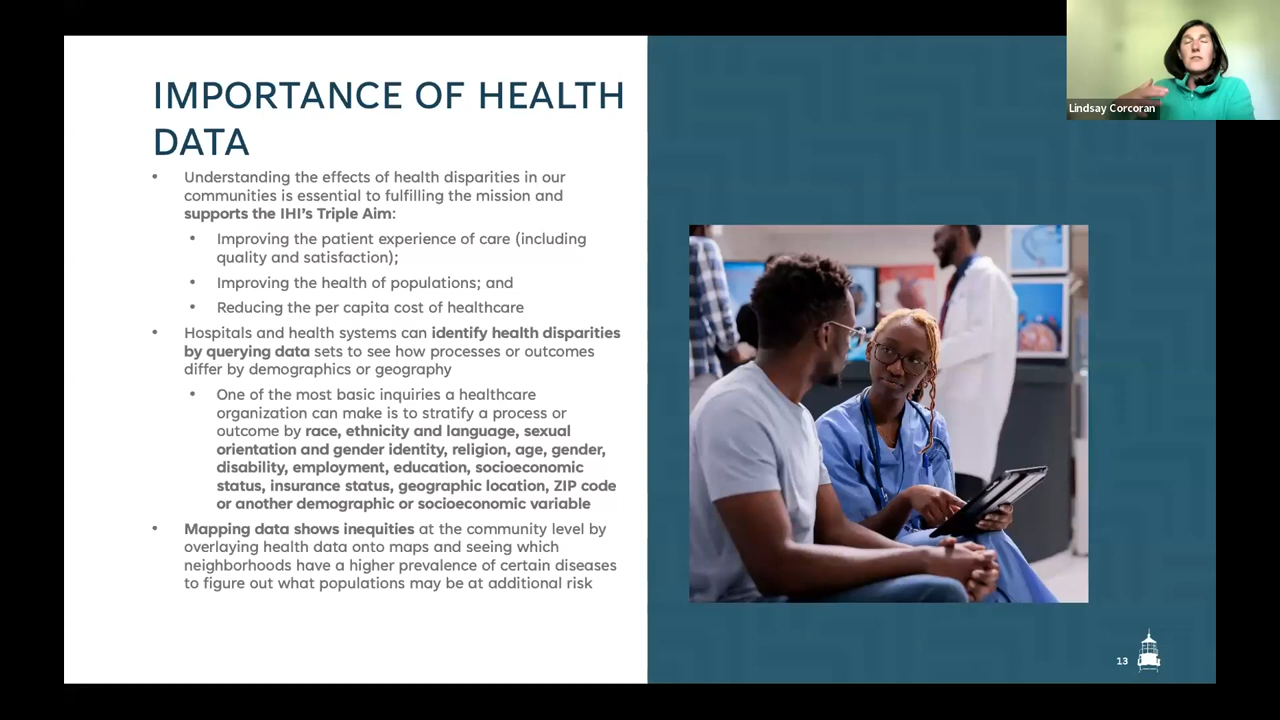 IMPORTANCE OF HEALTH
DATA
• Understanding the effects of health disparities in our
communities is essential to fulfilling the mission and
supports the IHI's Triple Aim:
• Improving the patient experience of care (including
quality and satisfaction);
• Improving the health of populations; and
• Reducing the per capita cost of healthcare
• Hospitals and health systems can identify health disparities
by querying data sets to see how processes or outcomes
differ by demographics or geography
• One of the most basic inquiries a healthcare
organization can make is to stratify a process or
outcome by race, ethnicity and language, sexual
orientation and gender identity, religion, age, gender,
disability, employment, education, socioeconomic
status, insurance status, geographic location, ZIP code
or another demographic or socioeconomic variable
• Mapping data shows inequities at the community level by
overlaying health data onto maps and seeing which
neighborhoods have a higher prevalence of certain diseases
to figure out what populations may be at additional risk
Lindsay Corcoran
13